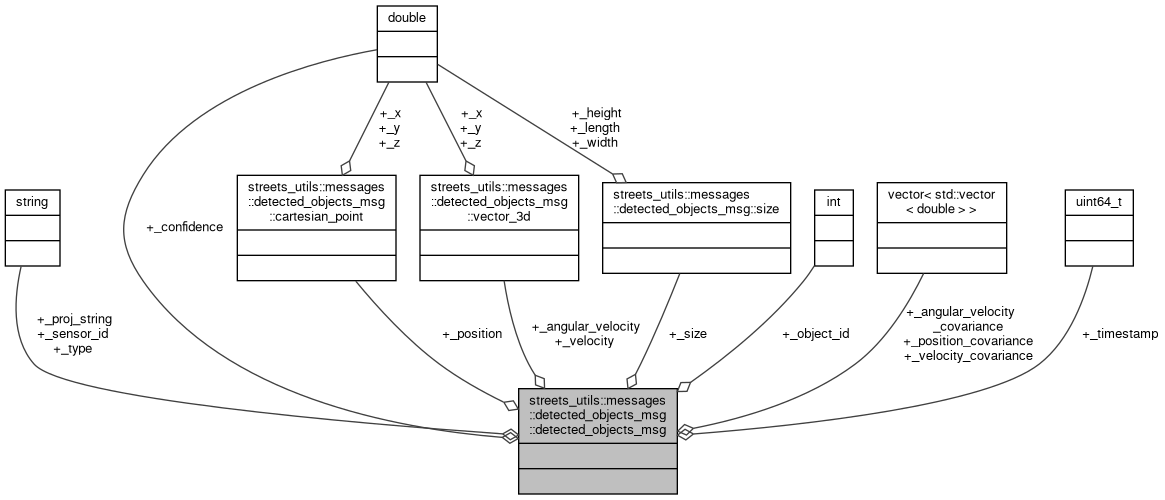 double
+_x
+_y
+_z
+_x
+_y
+_z
+_height
+_length
+_width
string
streets_utils::messages
::detected_objects_msg
::cartesian_point
streets_utils::messages
::detected_objects_msg
::vector_3d
streets_utils::messages
::detected_objects_msg::size
int
vector< std::vector
< double > >
uint64_t
+_confidence
+_proj_string
+_sensor_id
+_type
+_position
+_angular_velocity
+_velocity
+_size
+_object_id
+_angular_velocity
_covariance
+_position_covariance
+_velocity_covariance
+_timestamp
streets_utils::messages
::detected_objects_msg
::detected_objects_msg